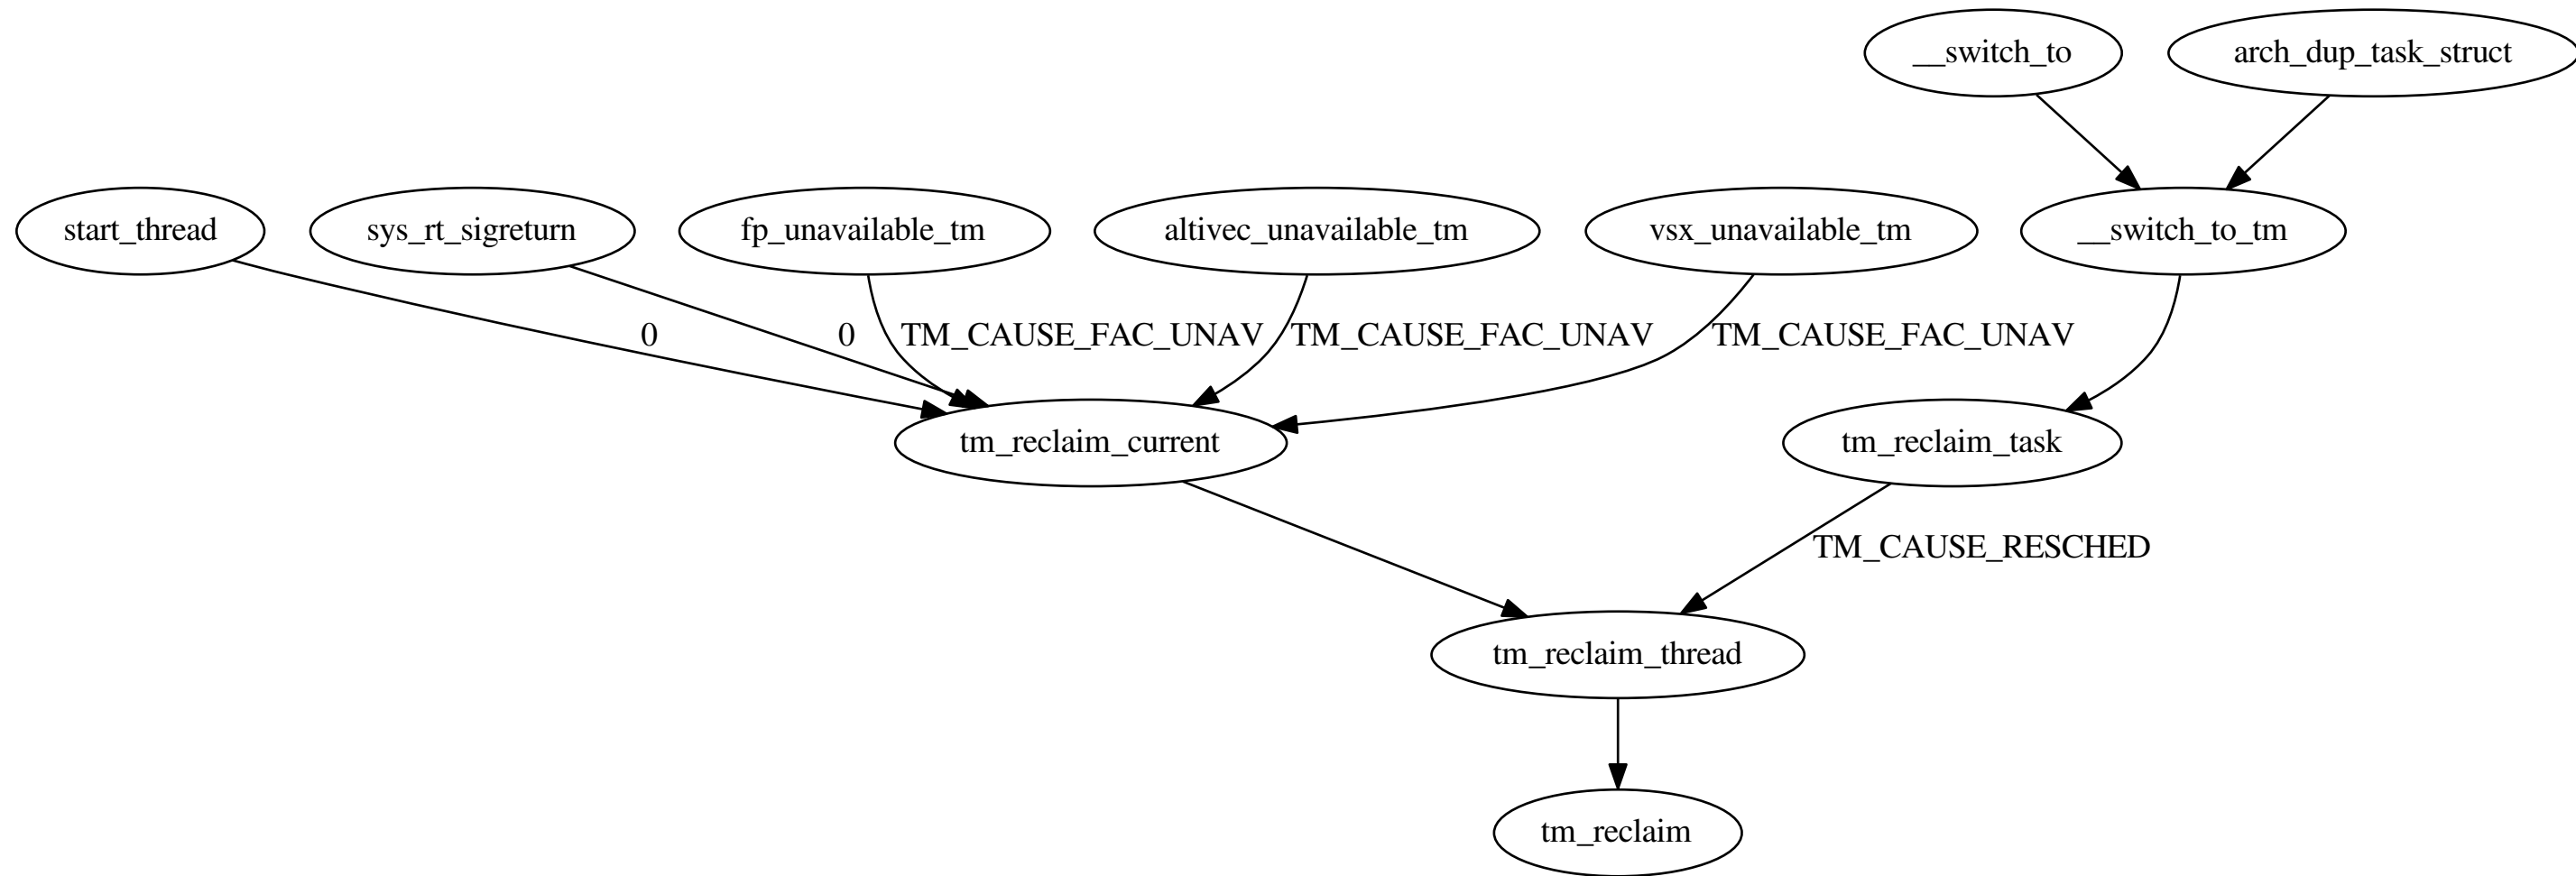 __switch_to
arch_dup_task_struct
start_thread
sys_rt_sigreturn
fp_unavailable_tm
altivec_unavailable_tm
vsx_unavailable_tm
__switch_to_tm
0
0
TM_CAUSE_FAC_UNAV
TM_CAUSE_FAC_UNAV
TM_CAUSE_FAC_UNAV
tm_reclaim_current
tm_reclaim_task
TM_CAUSE_RESCHED
tm_reclaim_thread
tm_reclaim